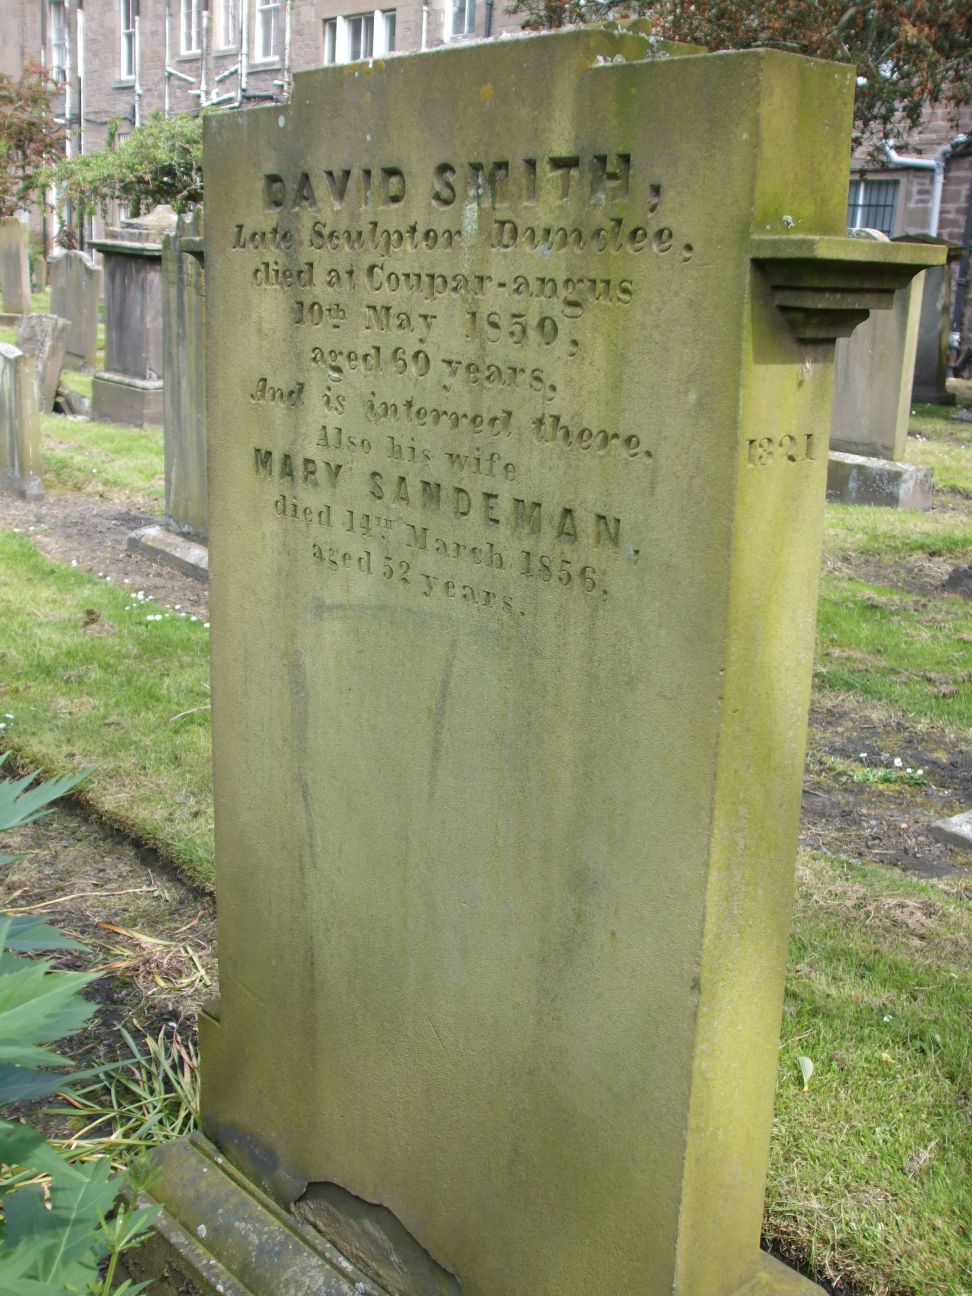 DAVID SMITH,
Late Sculptor Dundee,
died at Coupar-angus
10th May 1850,
aged 60 years,
And is interred there.
Also his wife
MARY SANDEMAN,
died 14TH March 1856,
aged 52 years.
1321